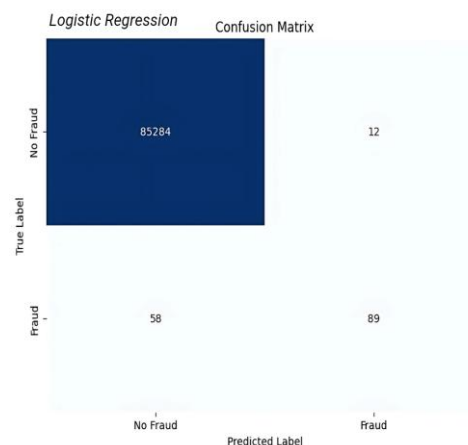 Logistic Regression
Confusion Matrix
No Fraud
85284
12
True Label
Fraud
58
89
No Fraud
Fraud
Predicted Label